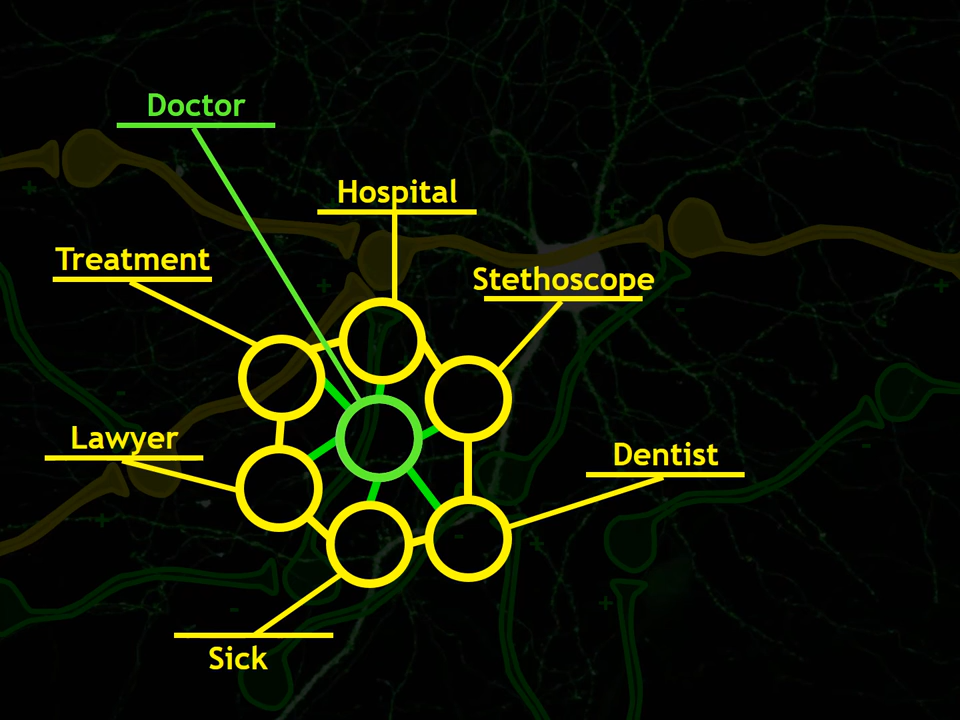 Doctor
Hospital
Treatment
Stethoscope
Lawyer
Dentist
Sick